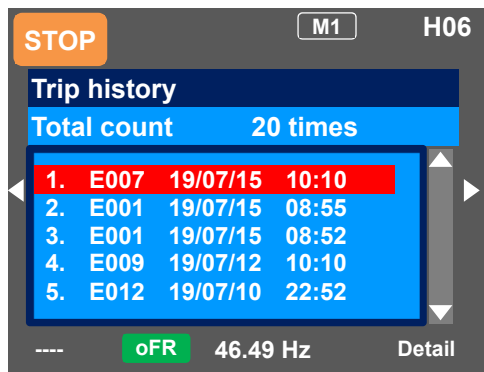 STOP M1 H06
Trip history
Total count 20 times
1. E007 19/07/15 10:10
2. E001 19/07/15 08:55
3. E001 19/07/15 08:52
4. E009 19/07/12 10:10
5. E012 19/07/10 22:52
---- oFR 46.49 Hz Detail